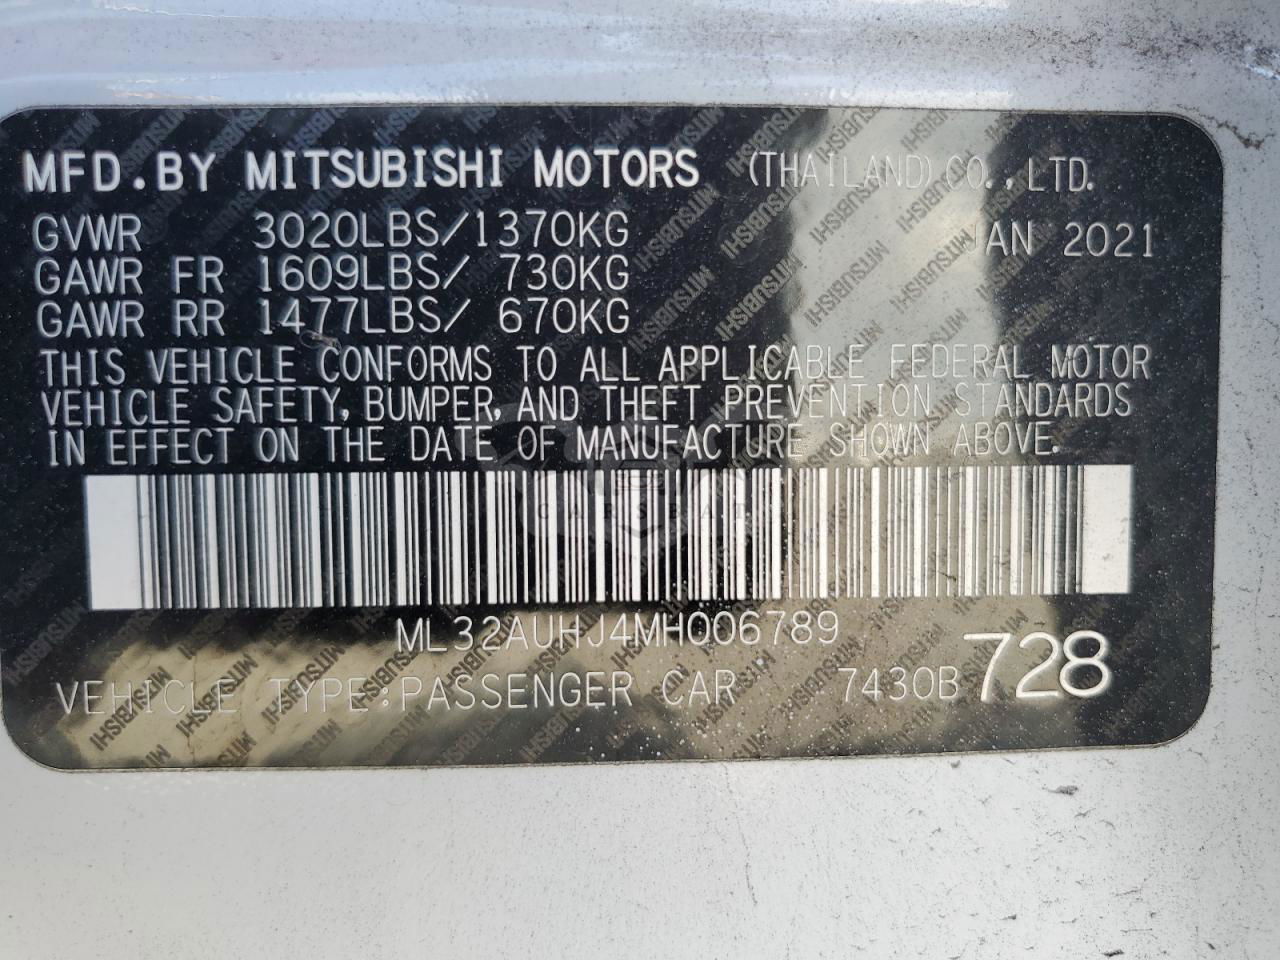 MFD.BY MITSUBISHI MOTORS (THAILAND) CO., LTD.
GVWR 3020LBS/1370KG JAN 2021
GAWR FR 1609LBS/ 730KG
GAWR RR 1477LBS/ 670KG
THIS VEHICLE CONFORMS TO ALL APPLICABLE FEDERAL MOTOR
VEHICLE SAFETY, BUMPER, AND THEFT PREVENTION STANDARDS
IN EFFECT ON THE DATE OF MANUFACTURE SHOWN ABOVE.
CARSBAT
ML32AUHJ4MH006789
VEHICLE TYPE:PASSENGER CAR 7430B 728